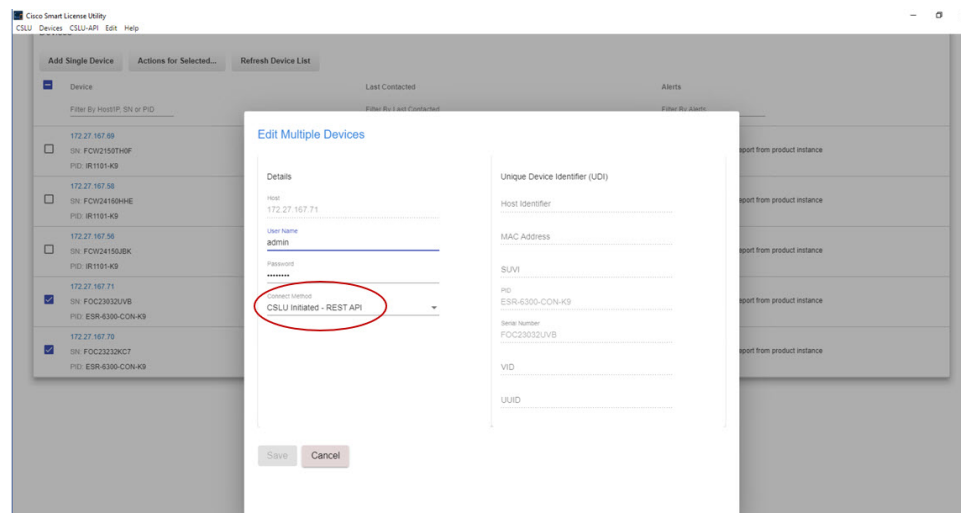 Cisco Smart License Utility
CSLU Devices CSLU-API Edit Help
Add Single Device Actions for Selected... Refresh Device List
Device Last Contacted Alerts
Filter By Host/IP, SN or PID Filter By Last Contacted Filter By Alerts
172.27.167.69
SN: FCW2150TH0F
PID: IR1101-K9
port from product instance
172.27.167.58
SN: FCW24160HHE
PID: IR1101-K9
port from product instance
172.27.167.56
SN: FCW24150JBK
PID: IR1101-K9
port from product instance
172.27.167.71
SN: FOC23032UVB
PID: ESR-6300-CON-K9
port from product instance
172.27.167.70
SN: FOC23232KC7
PID: ESR-6300-CON-K9
port from product instance
Edit Multiple Devices
Details
Host
172.27.167.71
User Name
admin
Password
••••••••
Connect Method
CSLU Initiated - REST API
Unique Device Identifier (UDI)
Host Identifier
MAC Address
SUVI
PID
ESR-6300-CON-K9
Serial Number
FOC23032UVB
VID
UUID
Save Cancel